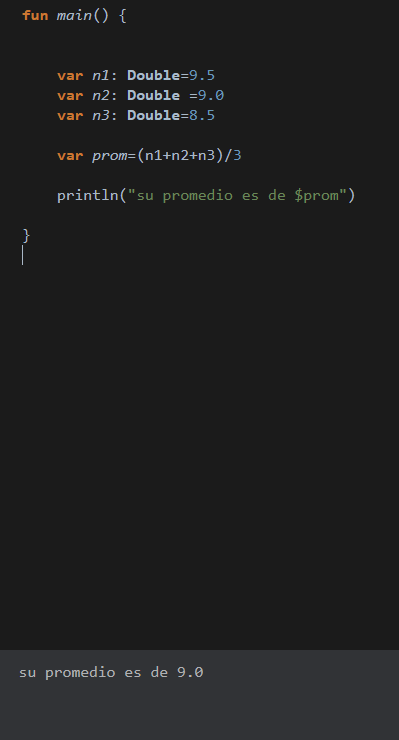 fun main() {
var n1: Double=9.5
var n2: Double =9.0
var n3: Double=8.5
var prom=(n1+n2+n3)/3
println("su promedio es de $prom")
}
su promedio es de 9.0